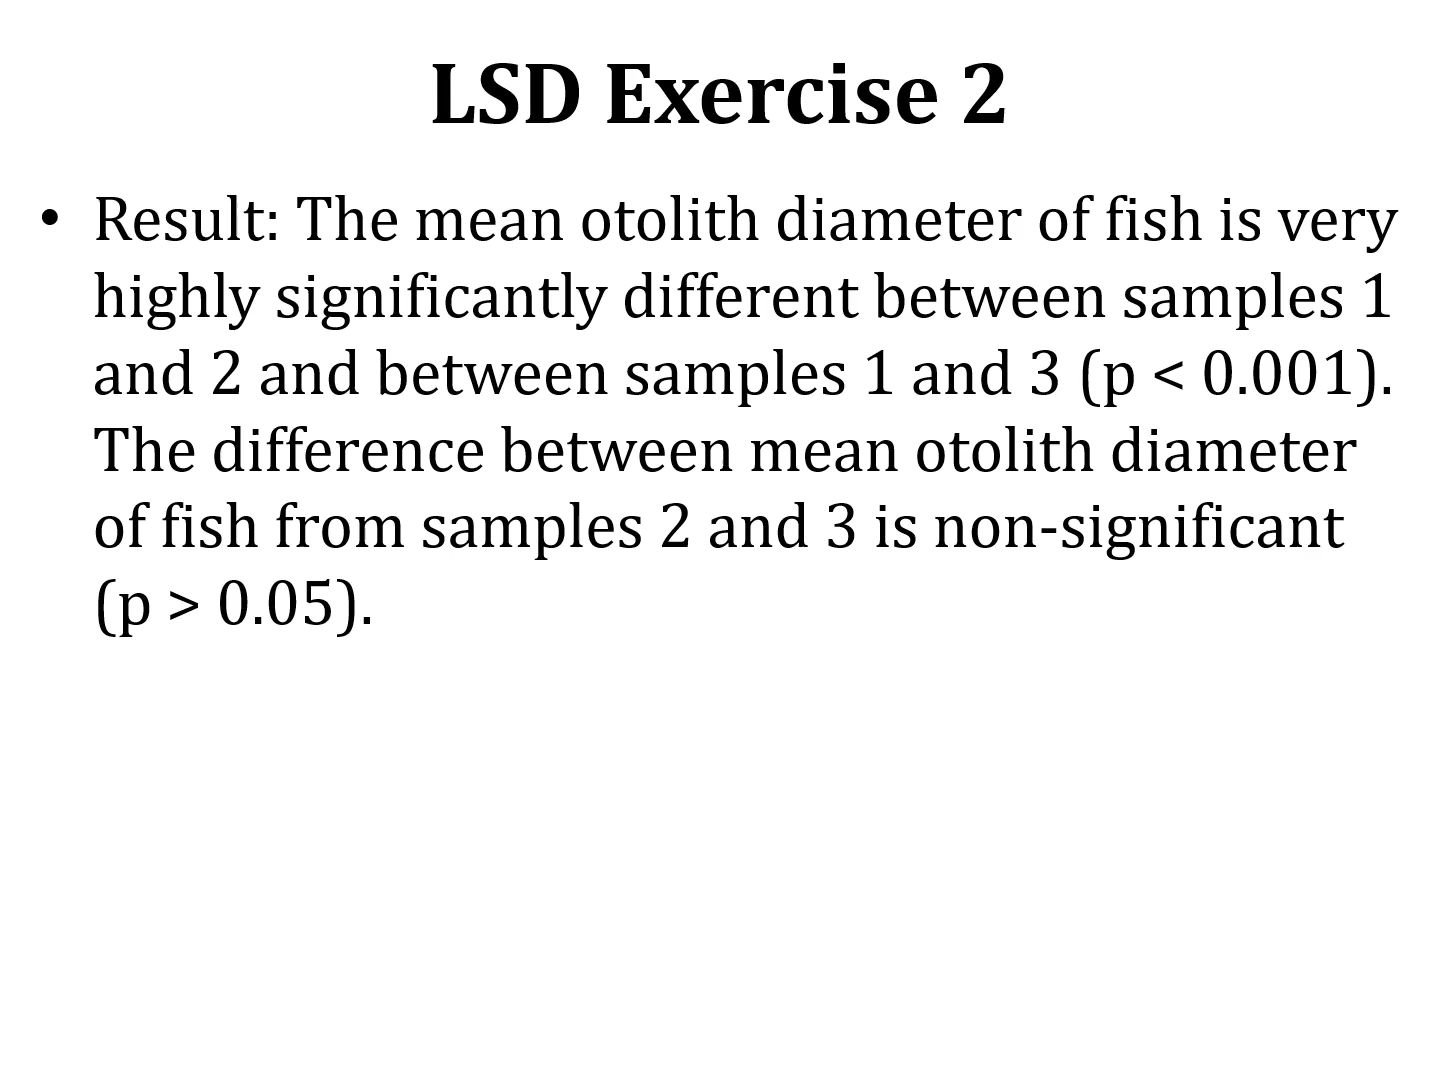 LSD Exercise 2
• Result: The mean otolith diameter of fish is very
highly significantly different between samples 1
and 2 and between samples 1 and 3 (p < 0.001).
The difference between mean otolith diameter
of fish from samples 2 and 3 is non-significant
(p > 0.05).